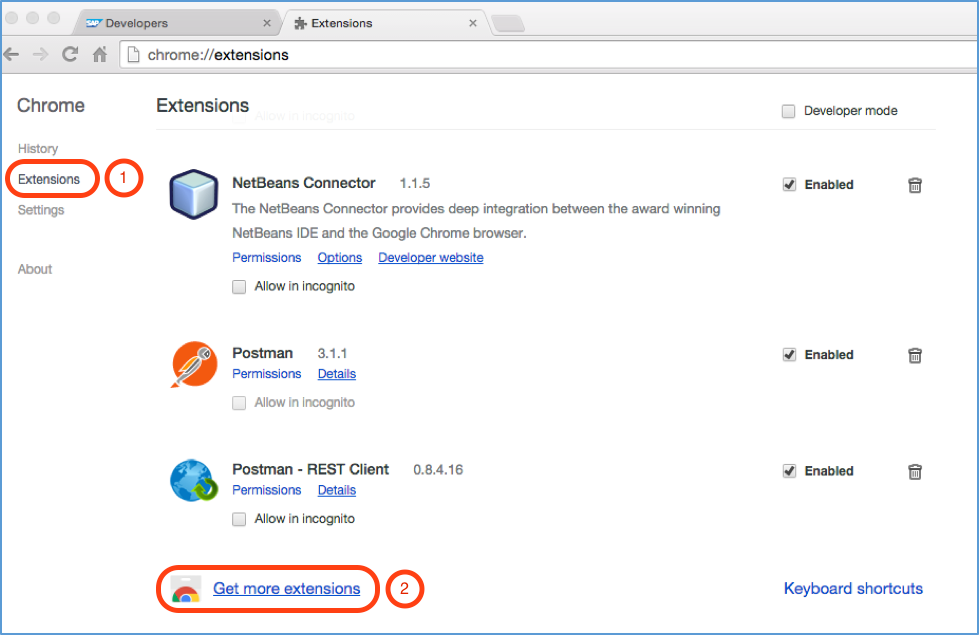 SAP Developers
Extensions
chrome://extensions
Chrome
Extensions
Allow in incognito
Developer mode
History
Extensions
1
Settings
About
NetBeans Connector 1.1.5
Enabled
The NetBeans Connector provides deep integration between the award winning
NetBeans IDE and the Google Chrome browser.
Permissions Options Developer website
Allow in incognito
Postman 3.1.1
Enabled
Permissions Details
Allow in incognito
Postman - REST Client 0.8.4.16
Enabled
Permissions Details
Allow in incognito
Get more extensions
2
Keyboard shortcuts